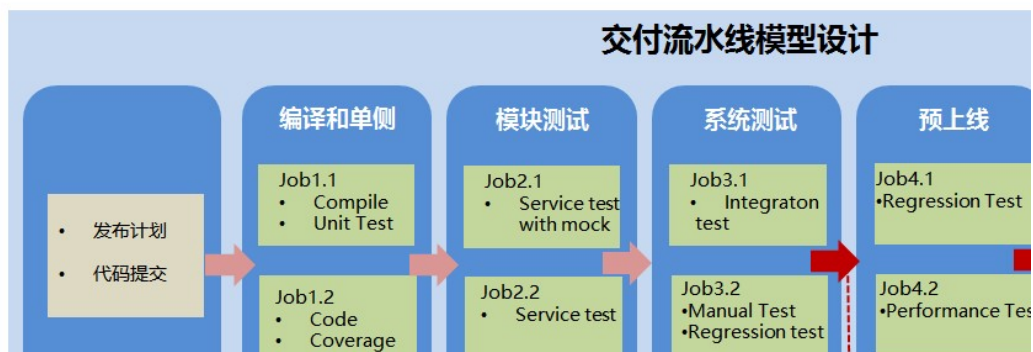 交付流水线模型设计
发布计划
代码提交
编译和单侧
Job1.1
Compile
Unit Test
Job1.2
Code
Coverage
模块测试
Job2.1
Service test
with mock
Job2.2
Service test
系统测试
Job3.1
Integraton
test
Job3.2
•Manual Test
•Regression test
预上线
Job4.1
•Regression Test
Job4.2
•Performance Tes